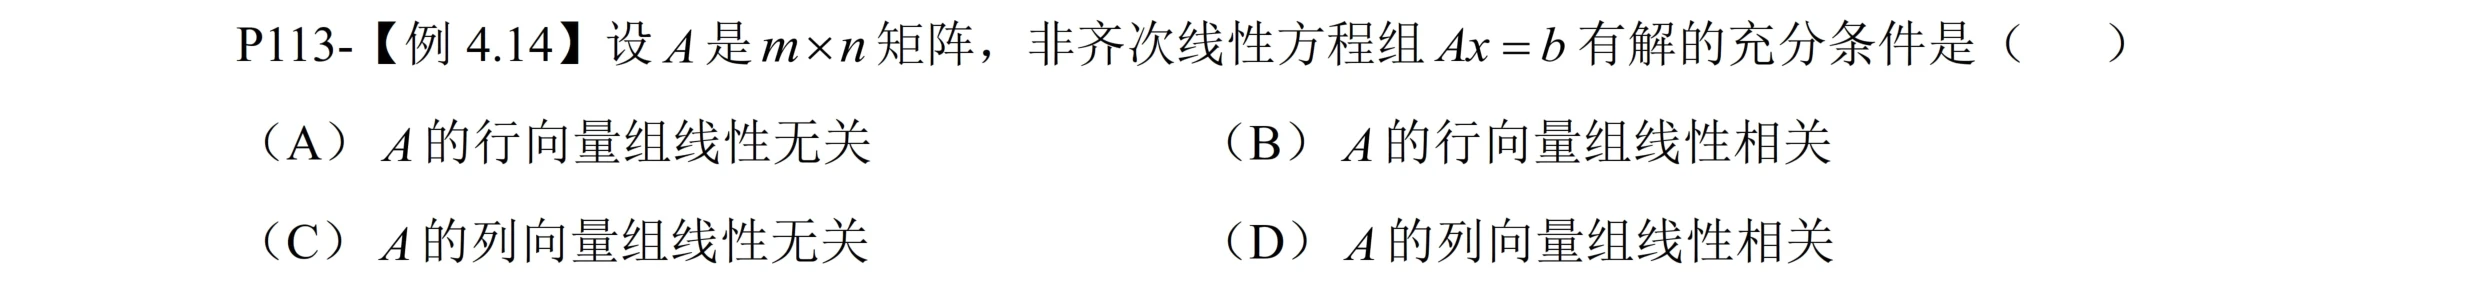 P113-【例 4.14】设 A 是 m×n 矩阵，非齐次线性方程组 Ax = b 有解的充分条件是（　　）
（A） A 的行向量组线性无关　　（B） A 的行向量组线性相关
（C） A 的列向量组线性无关　　（D） A 的列向量组线性相关